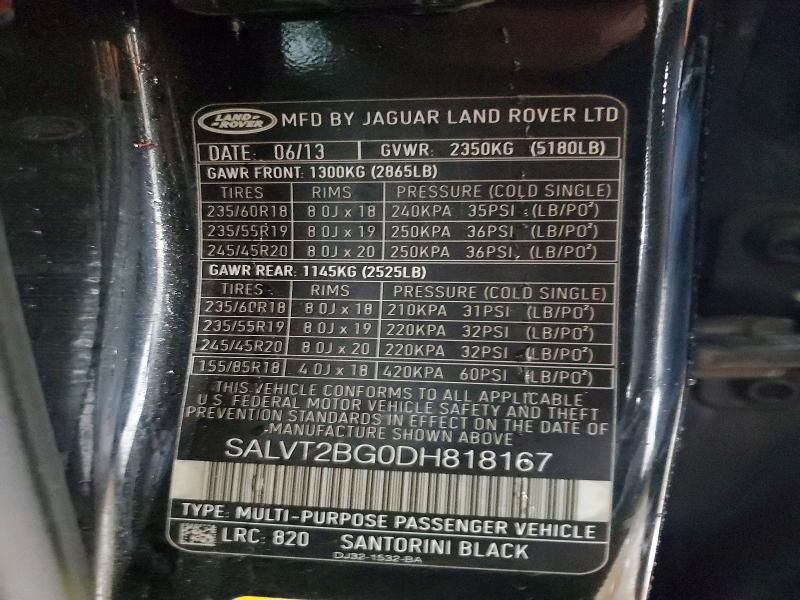 LAND-ROVER MFD BY JAGUAR LAND ROVER LTD
DATE: 06/13 GVWR: 2350KG (5180LB)
GAWR FRONT: 1300KG (2865LB)
TIRES RIMS PRESSURE (COLD SINGLE)
235/60R18 8.0J x 18 240KPA 35PSI (LB/PO²)
235/55R19 8.0J x 19 250KPA 36PSI (LB/PO²)
245/45R20 8.0J x 20 250KPA 36PSI (LB/PO²)
GAWR REAR: 1145KG (2525LB)
TIRES RIMS PRESSURE (COLD SINGLE)
235/60R18 8.0J x 18 210KPA 31PSI (LB/PO²)
235/55R19 8.0J x 19 220KPA 32PSI (LB/PO²)
245/45R20 8.0J x 20 220KPA 32PSI (LB/PO²)
155/85R18 4.0J x 18 420KPA 60PSI (LB/PO²)
THIS VEHICLE CONFORMS TO ALL APPLICABLE
U.S. FEDERAL MOTOR VEHICLE SAFETY AND THEFT
PREVENTION STANDARDS IN EFFECT ON THE DATE OF
MANUFACTURE SHOWN ABOVE
SALVT2BG0DH818167
TYPE: MULTI-PURPOSE PASSENGER VEHICLE
LRC: 820 SANTORINI BLACK
DJ32-1532-BA